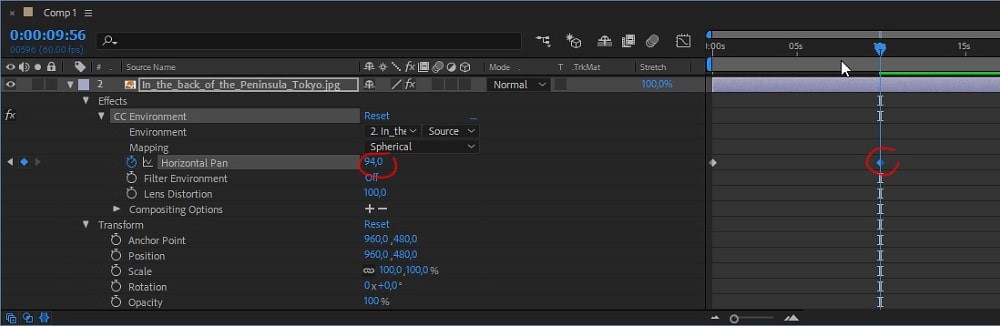 Comp 1
0:00:09:56
00596 (60.00 fps)
:00s 05s 10s 15s
# Source Name Mode T .TrkMat Stretch
2 In_the_back_of_the_Peninsula_Tokyo.jpg fx Normal 100,0%
Effects
fx CC Environment Reset
Environment 2. In_the Source
Mapping Spherical
Horizontal Pan 94,0
Filter Environment Off
Lens Distortion 100,0
Compositing Options + −
Transform Reset
Anchor Point 960,0 ,480,0
Position 960,0 ,480,0
Scale 100,0 ,100,0 %
Rotation 0 x +0,0 °
Opacity 100 %